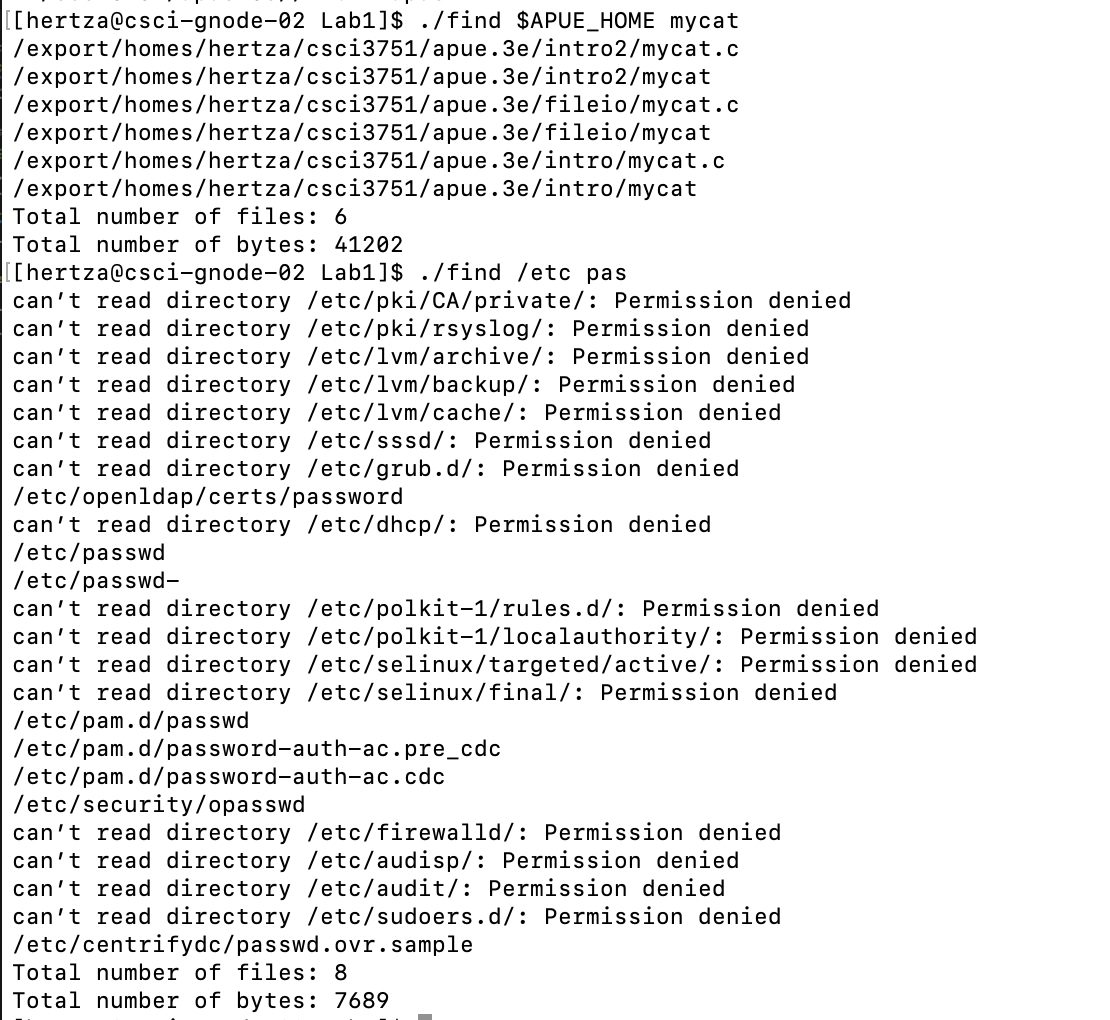 [[hertza@csci-gnode-02 Lab1]$ ./find $APUE_HOME mycat
/export/homes/hertza/csci3751/apue.3e/intro2/mycat.c
/export/homes/hertza/csci3751/apue.3e/intro2/mycat
/export/homes/hertza/csci3751/apue.3e/fileio/mycat.c
/export/homes/hertza/csci3751/apue.3e/fileio/mycat
/export/homes/hertza/csci3751/apue.3e/intro/mycat.c
/export/homes/hertza/csci3751/apue.3e/intro/mycat
Total number of files: 6
Total number of bytes: 41202
[[hertza@csci-gnode-02 Lab1]$ ./find /etc pas
can't read directory /etc/pki/CA/private/: Permission denied
can't read directory /etc/pki/rsyslog/: Permission denied
can't read directory /etc/lvm/archive/: Permission denied
can't read directory /etc/lvm/backup/: Permission denied
can't read directory /etc/lvm/cache/: Permission denied
can't read directory /etc/sssd/: Permission denied
can't read directory /etc/grub.d/: Permission denied
/etc/openldap/certs/password
can't read directory /etc/dhcp/: Permission denied
/etc/passwd
/etc/passwd-
can't read directory /etc/polkit-1/rules.d/: Permission denied
can't read directory /etc/polkit-1/localauthority/: Permission denied
can't read directory /etc/selinux/targeted/active/: Permission denied
can't read directory /etc/selinux/final/: Permission denied
/etc/pam.d/passwd
/etc/pam.d/password-auth-ac.pre_cdc
/etc/pam.d/password-auth-ac.cdc
/etc/security/opasswd
can't read directory /etc/firewalld/: Permission denied
can't read directory /etc/audisp/: Permission denied
can't read directory /etc/audit/: Permission denied
can't read directory /etc/sudoers.d/: Permission denied
/etc/centrifydc/passwd.ovr.sample
Total number of files: 8
Total number of bytes: 7689